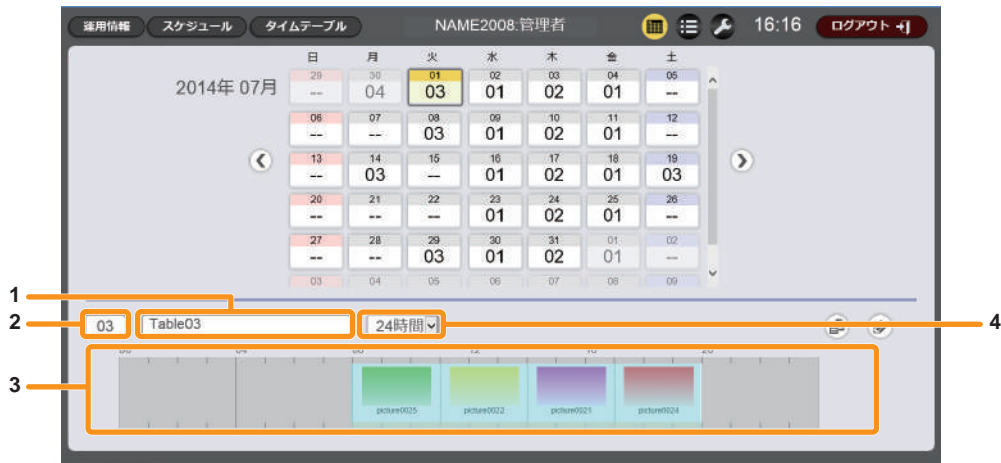 運用情報 スケジュール タイムテーブル NAME2008:管理者 16:16 ログアウト
日 月 火 水 木 金 土
2014年 07月
29 30 01 02 03 04 05
-- 04 03 01 02 01 --
06 07 08 09 10 11 12
-- -- 03 01 02 01 --
13 14 15 16 17 18 19
-- 03 -- 01 02 01 03
20 21 22 23 24 25 26
-- -- -- 01 02 01 --
27 28 29 30 31 01 02
-- -- 03 01 02 01 --
03 04 05 06 07 08 09
1
2 03 Table03 24時間 4
00 04 08 12 16 20
3
picture0025 picture0022 picture0021 picture0024